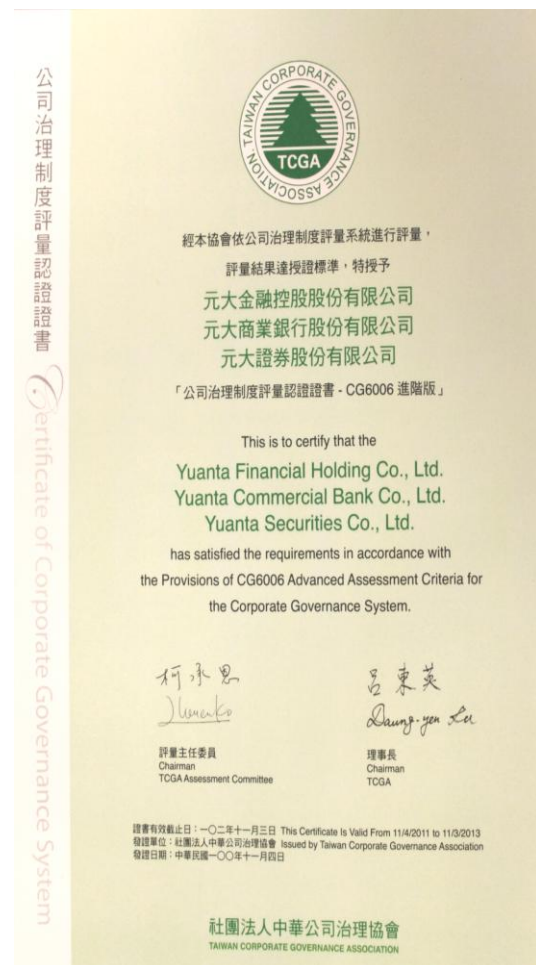 公司治理制度評量認證證書
Certificate of Corporate Governance System
TAIWAN CORPORATE GOVERNANCE ASSOCIATION,
TCGA
經本協會依公司治理制度評量系統進行評量，
評量結果達授證標準，特授予
元大金融控股股份有限公司
元大商業銀行股份有限公司
元大證券股份有限公司
「公司治理制度評量認證證書 - CG6006 進階版」
This is to certify that the
Yuanta Financial Holding Co., Ltd.
Yuanta Commercial Bank Co., Ltd.
Yuanta Securities Co., Ltd.
has satisfied the requirements in accordance with
the Provisions of CG6006 Advanced Assessment Criteria for
the Corporate Governance System.
柯承恩
呂東英
Daung-yen Lu
評量主任委員
Chairman
TCGA Assessment Committee
理事長
Chairman
TCGA
證書有效截止日：一〇二年十一月三日 This Certificate Is Valid From 11/4/2011 to 11/3/2013
發證單位：社團法人中華公司治理協會 Issued by Taiwan Corporate Governance Association
發證日期：中華民國一〇〇年十一月四日
社團法人中華公司治理協會
TAIWAN CORPORATE GOVERNANCE ASSOCIATION